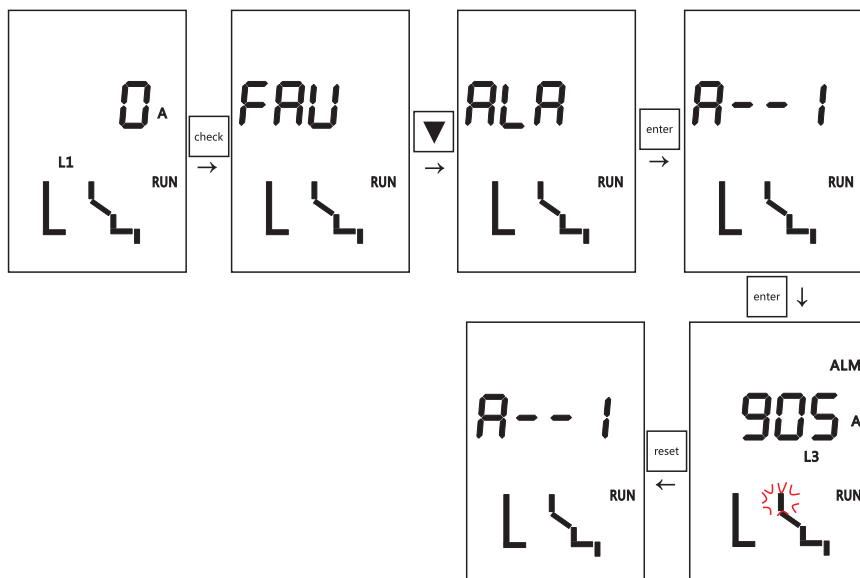 0 A
L1
RUN
L
check
→
FAU
RUN
L
▼
→
ALA
RUN
L
enter
→
A--1
RUN
L
enter ↓
ALM
905 A
L3
RUN
L
reset
←
A--1
RUN
L